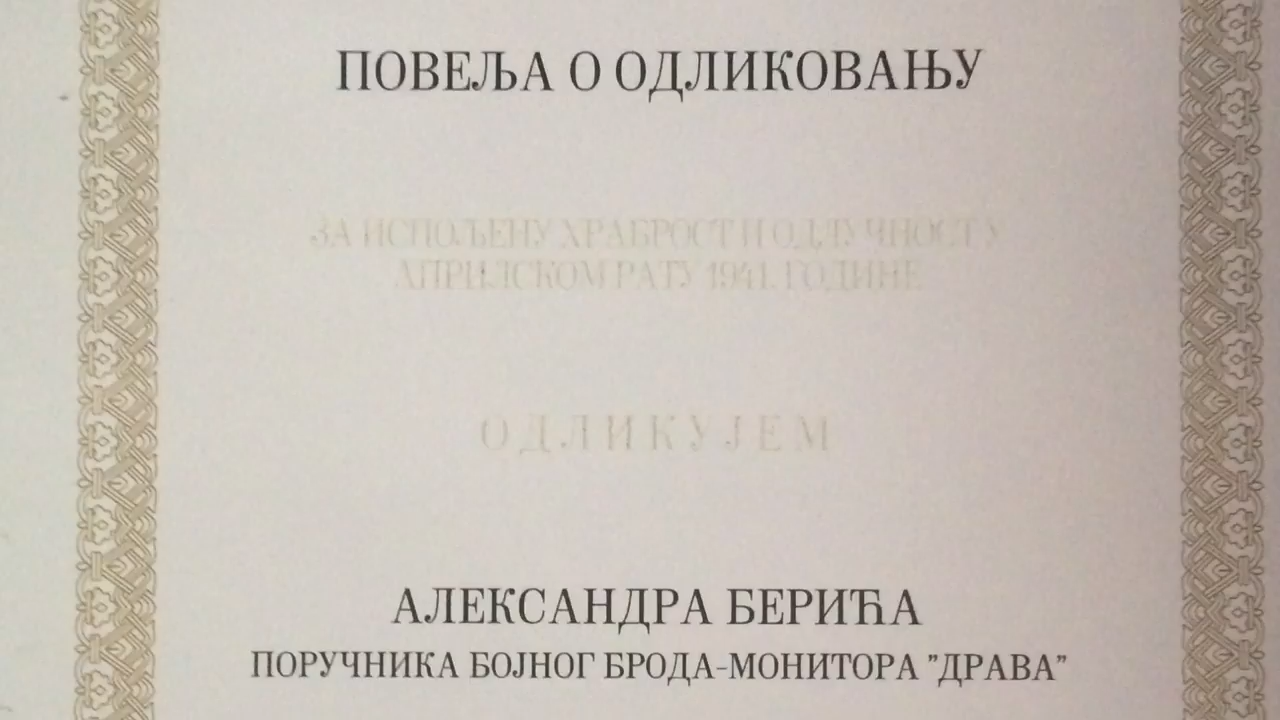 ПОВЕЉА О ОДЛИКОВАЊУ
ЗА ИСПОЉЕНУ ХРАБРОСТ И ОДЛУЧНОСТ У
АПРИЛСКОМ РАТУ 1941. ГОДИНЕ
ОДЛИКУЈЕМ
АЛЕКСАНДРА БЕРИЋА
ПОРУЧНИКА БОЈНОГ БРОДА-МОНИТОРА "ДРАВА"